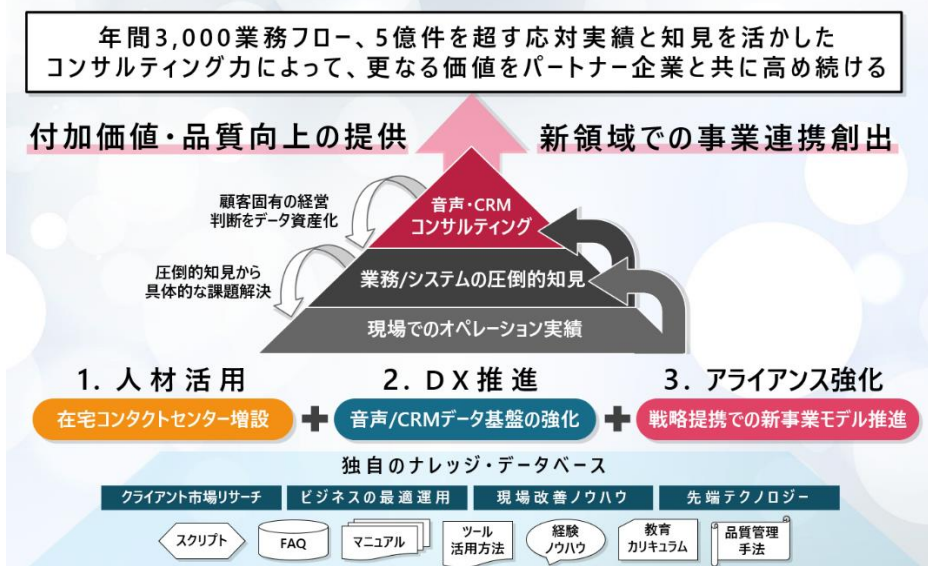 年間3,000業務フロー、5億件を超す応対実績と知見を活かした
コンサルティング力によって、更なる価値をパートナー企業と共に高め続ける
付加価値・品質向上の提供
新領域での事業連携創出
顧客固有の経営
判断をデータ資産化
音声・CRM
コンサルティング
圧倒的知見から
具体的な課題解決
業務/システムの圧倒的知見
現場でのオペレーション実績
1. 人材活用
2. DX推進
3. アライアンス強化
在宅コンタクトセンター増設
音声/CRMデータ基盤の強化
戦略提携での新事業モデル推進
独自のナレッジ・データベース
クライアント市場リサーチ
ビジネスの最適運用
現場改善ノウハウ
先端テクノロジー
スクリプト
FAQ
マニュアル
ツール
活用方法
経験
ノウハウ
教育
カリキュラム
品質管理
手法